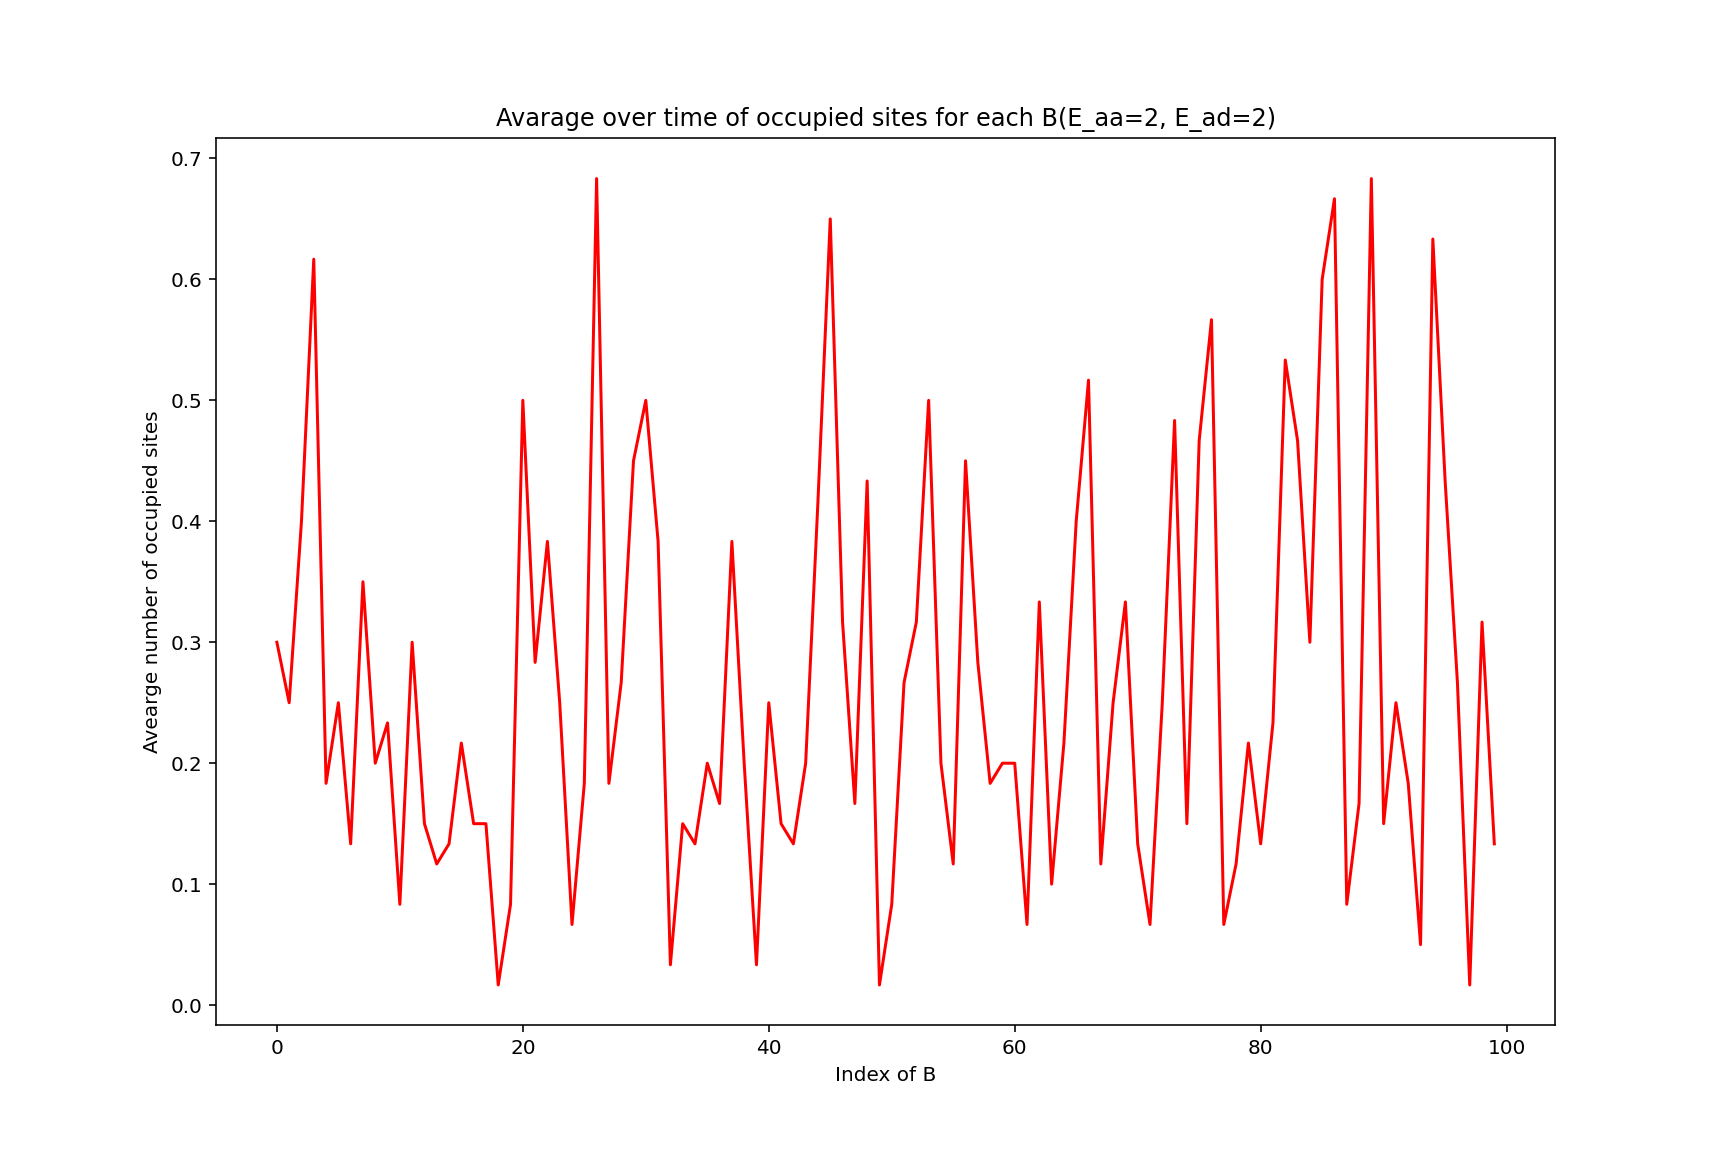 Avarage over time of occupied sites for each B(E_aa=2, E_ad=2)
Avearge number of occupied sites
0.7
0.6
0.5
0.4
0.3
0.2
0.1
0.0
0 20 40 60 80 100
Index of B